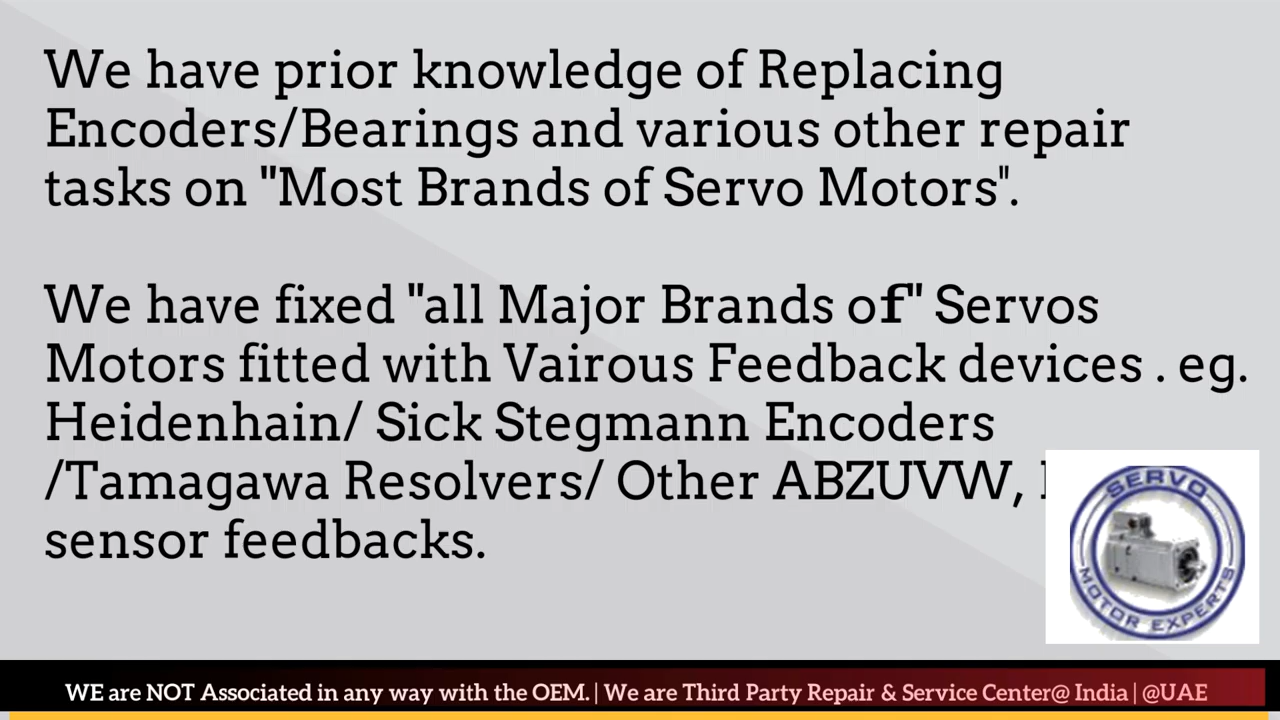 We have prior knowledge of Replacing
Encoders/Bearings and various other repair
tasks on "Most Brands of Servo Motors".
We have fixed "all Major Brands of" Servos
Motors fitted with Vairous Feedback devices . eg.
Heidenhain/ Sick Stegmann Encoders
/Tamagawa Resolvers/ Other ABZUVW,
sensor feedbacks.
SERVO
MOTOR EXPERTS
WE are NOT Associated in any way with the OEM. | We are Third Party Repair & Service Center@ India | @UAE